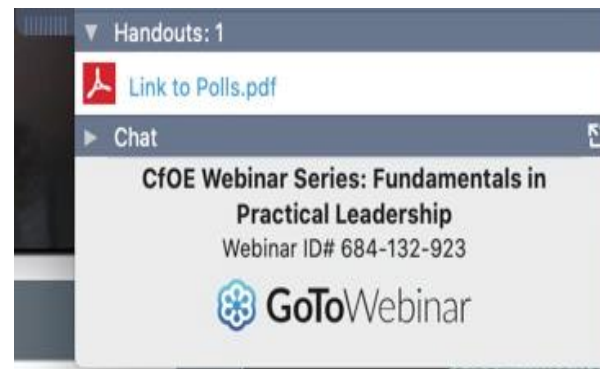 Handouts: 1
Link to Polls.pdf
Chat
CfOE Webinar Series: Fundamentals in
Practical Leadership
Webinar ID# 684-132-923
GoToWebinar